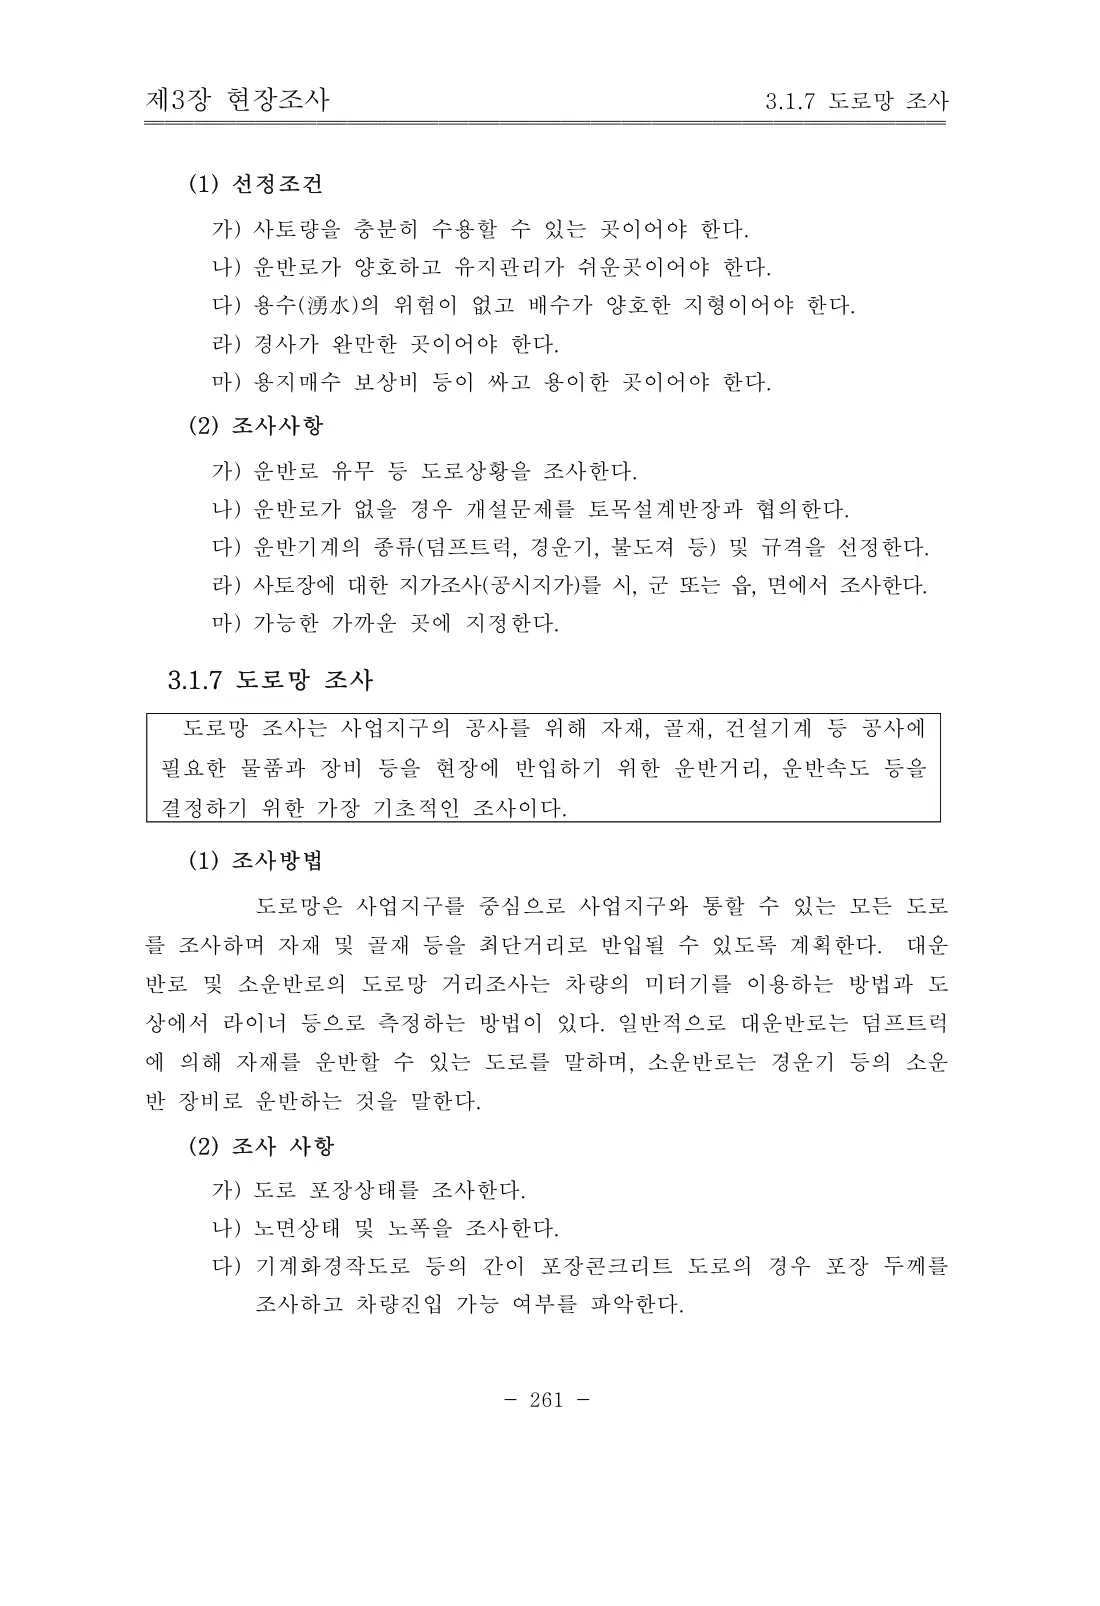 제3장 현장조사
3.1.7 도로망 조사
(1) 선정조건
가) 사토량을 충분히 수용할 수 있는 곳이어야 한다.
나) 운반로가 양호하고 유지관리가 쉬운곳이어야 한다.
다) 용수(湧水)의 위험이 없고 배수가 양호한 지형이어야 한다.
라) 경사가 완만한 곳이어야 한다.
마) 용지매수 보상비 등이 싸고 용이한 곳이어야 한다.
(2) 조사사항
가) 운반로 유무 등 도로상황을 조사한다.
나) 운반로가 없을 경우 개설문제를 토목설계반장과 협의한다.
다) 운반기계의 종류(덤프트럭, 경운기, 불도져 등) 및 규격을 선정한다.
라) 사토장에 대한 지가조사(공시지가)를 시, 군 또는 읍, 면에서 조사한다.
마) 가능한 가까운 곳에 지정한다.
3.1.7 도로망 조사
도로망 조사는 사업지구의 공사를 위해 자재, 골재, 건설기계 등 공사에
필요한 물품과 장비 등을 현장에 반입하기 위한 운반거리, 운반속도 등을
결정하기 위한 가장 기초적인 조사이다.
(1) 조사방법
도로망은 사업지구를 중심으로 사업지구와 통할 수 있는 모든 도로
를 조사하며 자재 및 골재 등을 최단거리로 반입될 수 있도록 계획한다. 대운
반로 및 소운반로의 도로망 거리조사는 차량의 미터기를 이용하는 방법과 도
상에서 라이너 등으로 측정하는 방법이 있다. 일반적으로 대운반로는 덤프트럭
에 의해 자재를 운반할 수 있는 도로를 말하며, 소운반로는 경운기 등의 소운
반 장비로 운반하는 것을 말한다.
(2) 조사 사항
가) 도로 포장상태를 조사한다.
나) 노면상태 및 노폭을 조사한다.
다) 기계화경작도로 등의 간이 포장콘크리트 도로의 경우 포장 두께를
조사하고 차량진입 가능 여부를 파악한다.
- 261 -